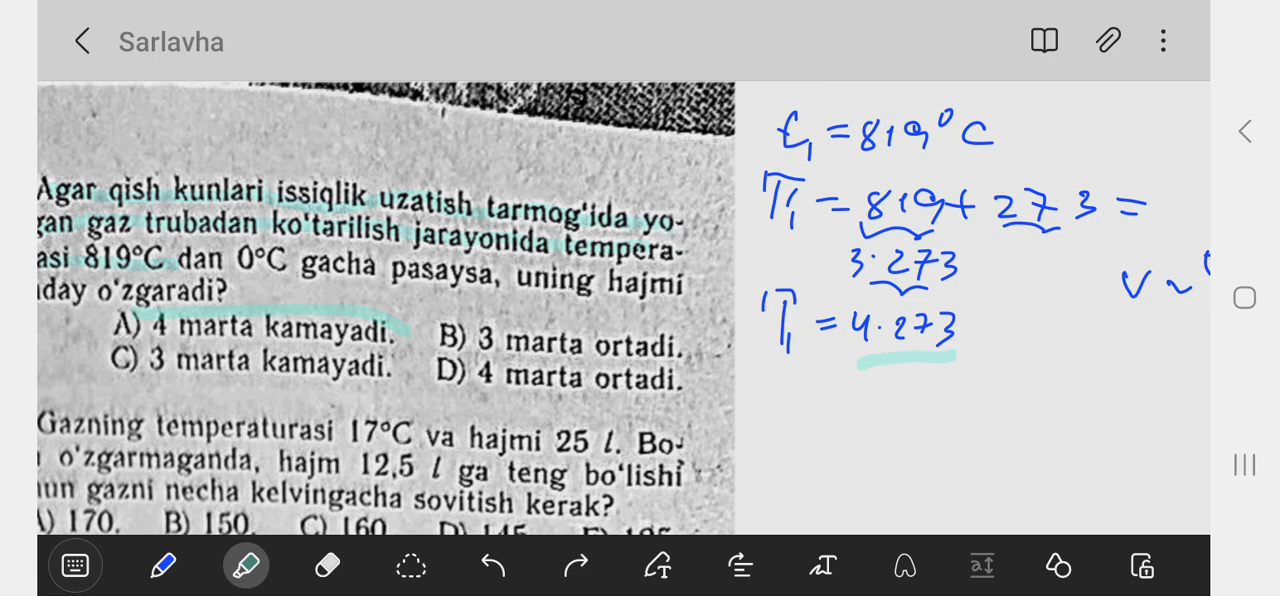 Sarlavha
Agar qish kunlari issiqlik uzatish tarmog'ida yo-
gan gaz trubadan ko'tarilish jarayonida tempera-
asi 819°C dan 0°C gacha pasaysa, uning hajmi
day o'zgaradi?
A) 4 marta kamayadi. B) 3 marta ortadi.
C) 3 marta kamayadi. D) 4 marta ortadi.
Gazning temperaturasi 17°C va hajmi 25 l. Bo-
o'zgarmaganda, hajm 12,5 l ga teng bo'lishi
un gazni necha kelvingacha sovitish kerak?
A) 170. B) 150. C) 160 D) 145
t₁ = 819°C
T₁ = 819 + 273 =
3·273
T₁ = 4·273
V ~